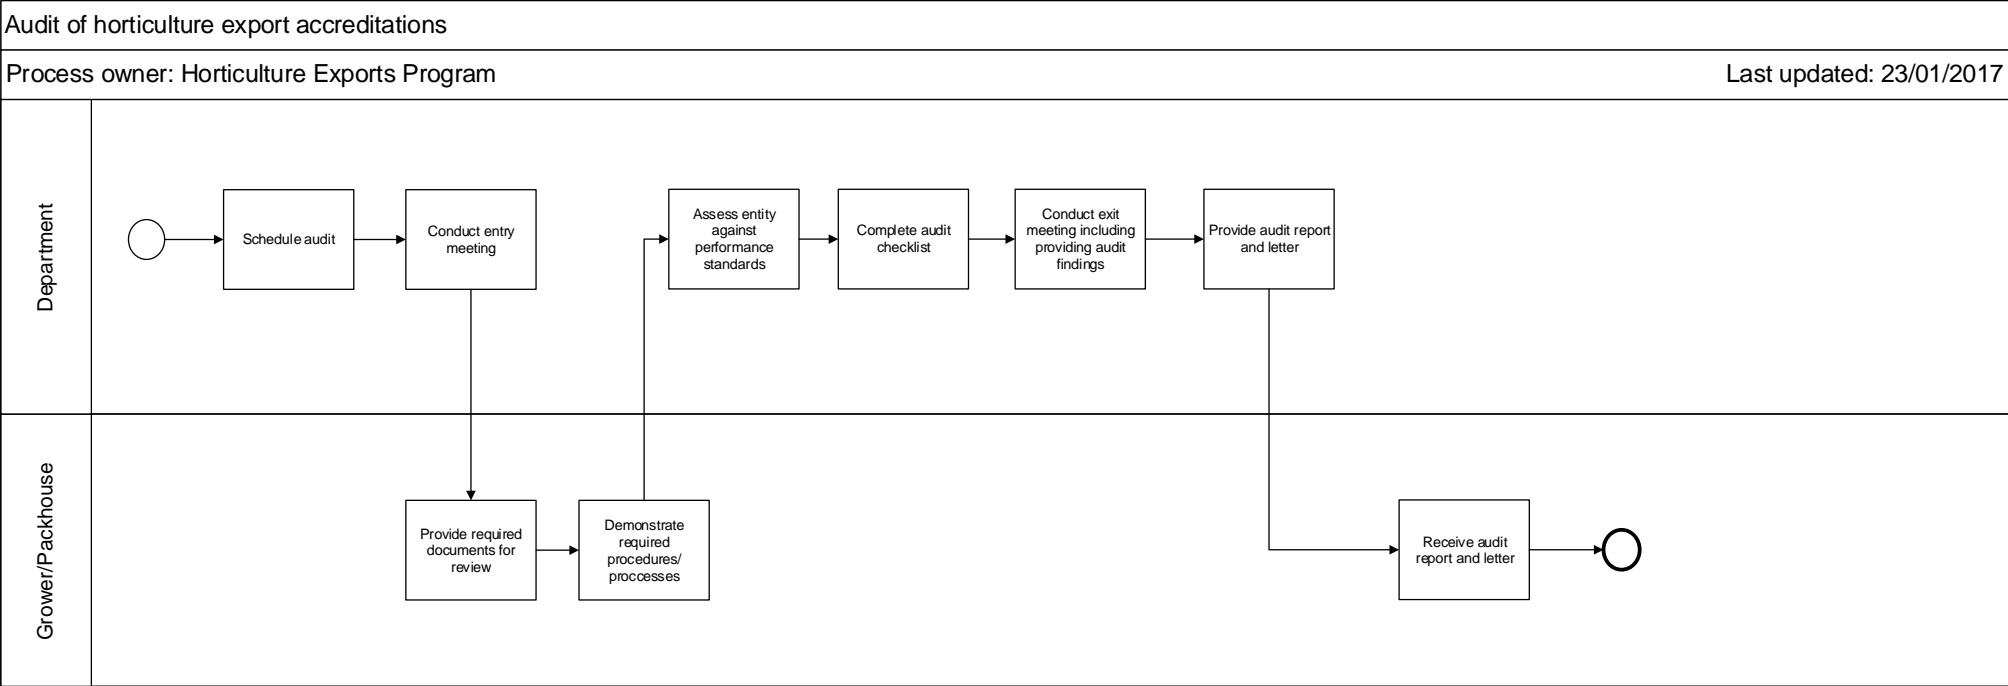 Audit of horticulture export accreditations
Process owner: Horticulture Exports Program
Last updated: 23/01/2017
Department
Schedule audit
Conduct entry
meeting
Assess entity
against
performance
standards
Complete audit
checklist
Conduct exit
meeting including
providing audit
findings
Provide audit report
and letter
Grower/Packhouse
Provide required
documents for
review
Demonstrate
required
procedures/
proccesses
Receive audit
report and letter